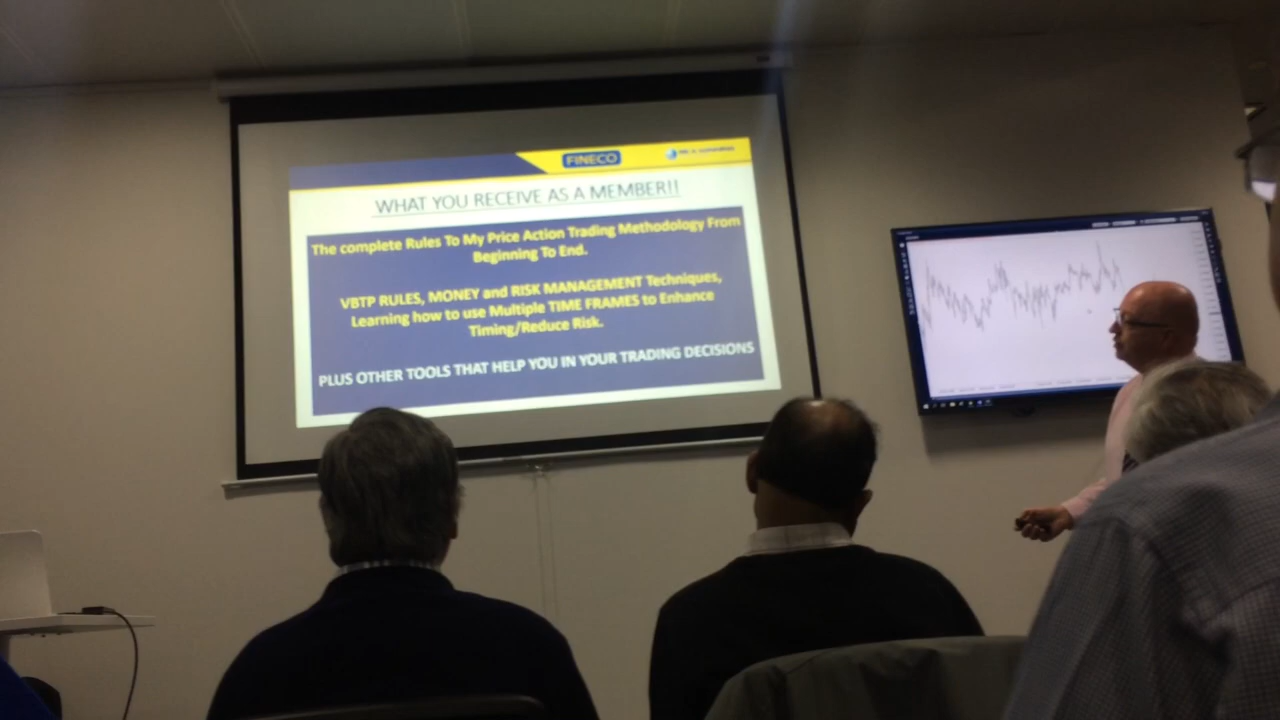 FINECO
WHAT YOU RECEIVE AS A MEMBER!!
The complete Rules To My Price Action Trading Methodology From
Beginning To End.
VBTP RULES, MONEY and RISK MANAGEMENT Techniques,
Learning how to use Multiple TIME FRAMES to Enhance
Timing/Reduce Risk.
PLUS OTHER TOOLS THAT HELP YOU IN YOUR TRADING DECISIONS